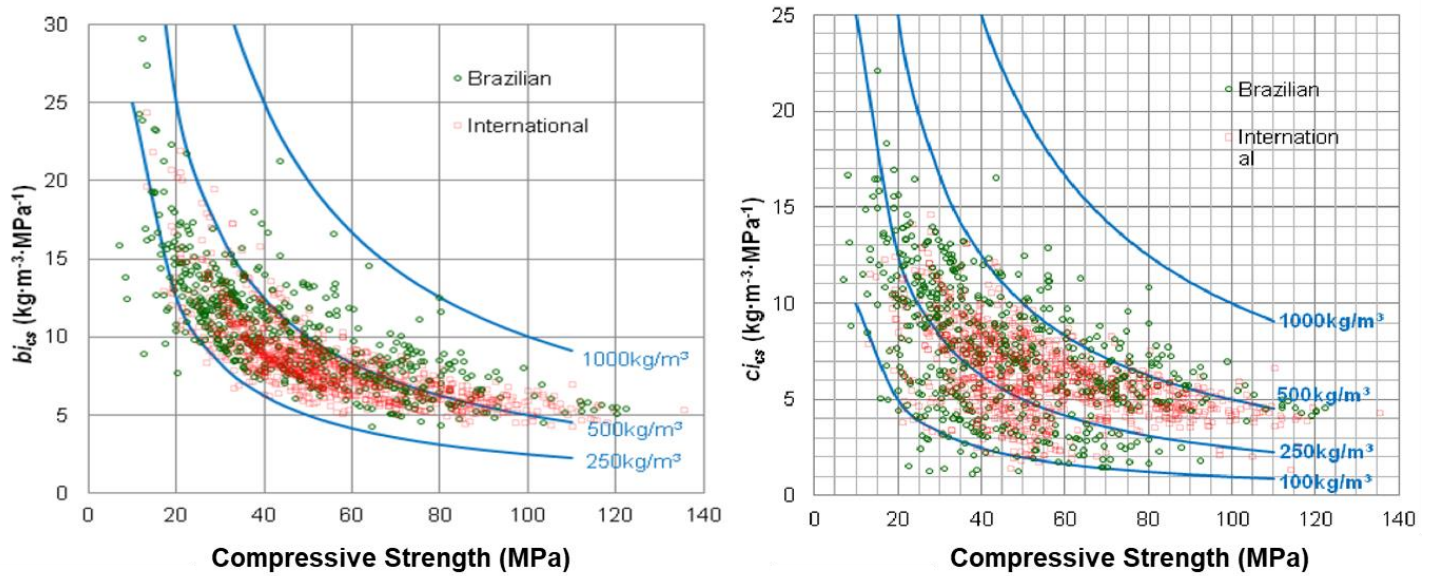 30
25
20
15
10
5
0
bi_cs (kg·m⁻³·MPa⁻¹)
Brazilian
International
1000kg/m³
500kg/m³
250kg/m³
0 20 40 60 80 100 120 140
Compressive Strength (MPa)
25
20
15
10
5
0
ci_cs (kg·m⁻³·MPa⁻¹)
Brazilian
Internation
al
1000kg/m³
500kg/m³
250kg/m³
100kg/m³
0 20 40 60 80 100 120 140
Compressive Strength (MPa)